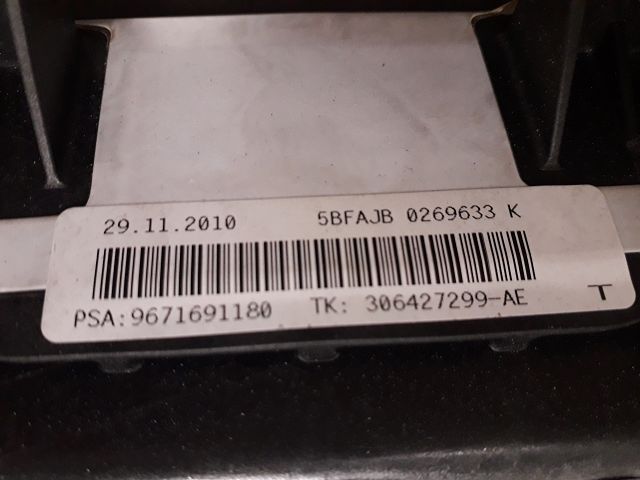 29.11.2010 5BFAJB 0269633 K
PSA:9671691180 TK: 306427299-AE T